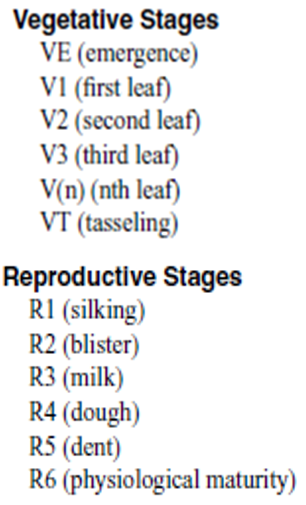 Vegetative Stages
VE (emergence)
V1 (first leaf)
V2 (second leaf)
V3 (third leaf)
V(n) (nth leaf)
VT (tasseling)
Reproductive Stages
R1 (silking)
R2 (blister)
R3 (milk)
R4 (dough)
R5 (dent)
R6 (physiological maturity)